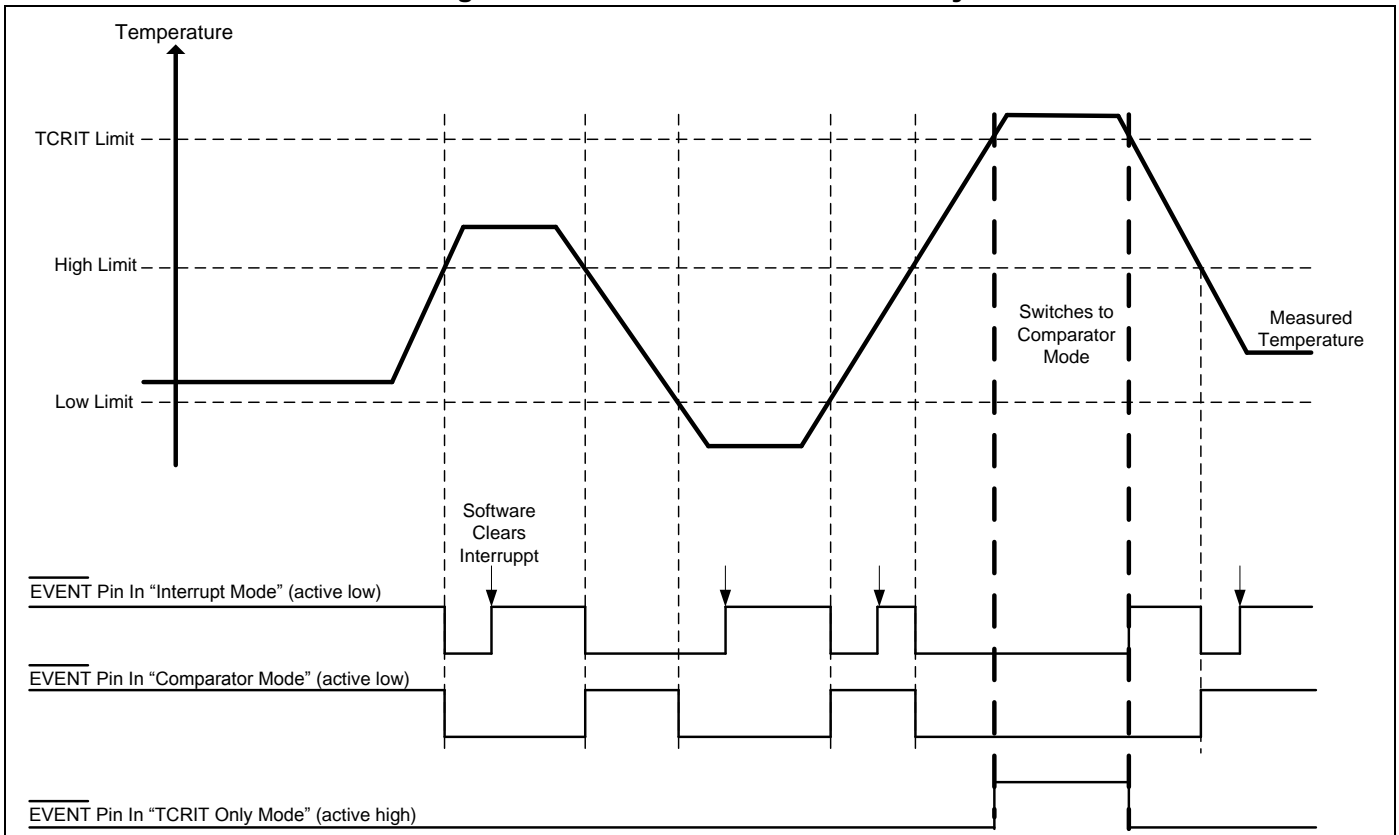 Temperature
TCRIT Limit
High Limit
Low Limit
Switches to
Comparator
Mode
Measured
Temperature
Software
Clears
Interruppt
EVENT Pin In “Interrupt Mode” (active low)
EVENT Pin In “Comparator Mode” (active low)
EVENT Pin In “TCRIT Only Mode” (active high)